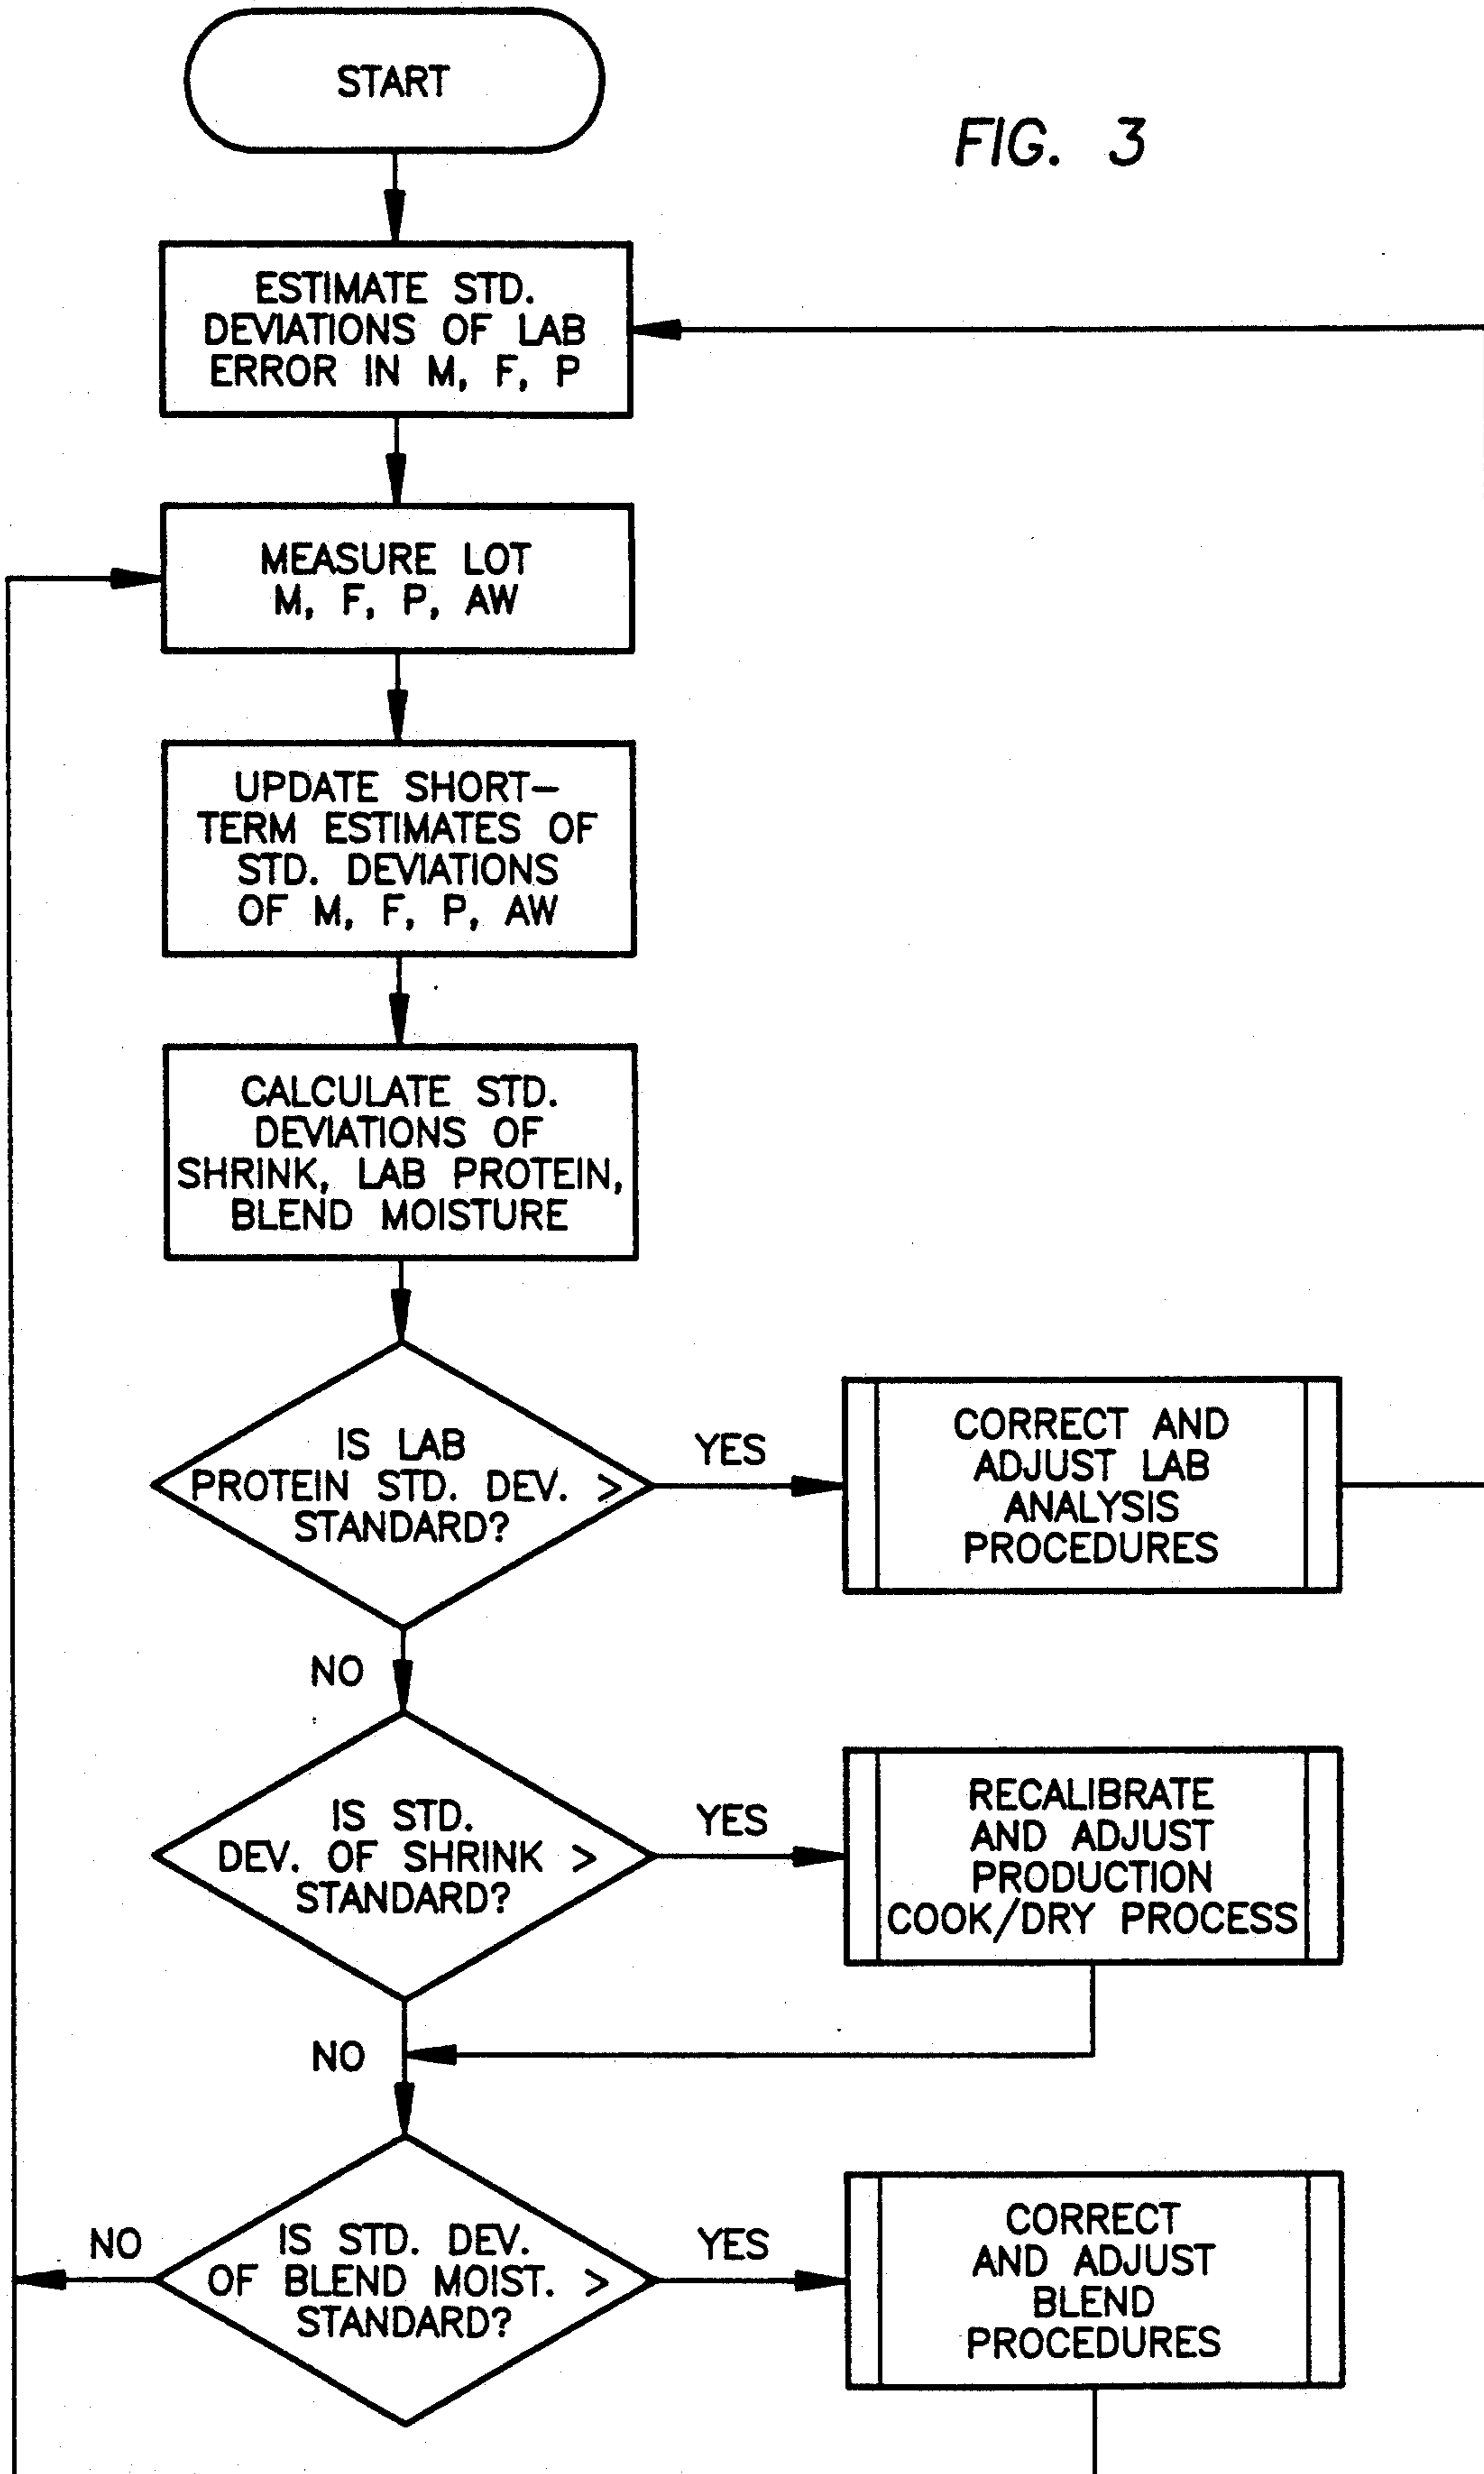 START
FIG. 3
ESTIMATE STD.
DEVIATIONS OF LAB
ERROR IN M, F, P
MEASURE LOT
M, F, P, AW
UPDATE SHORT–
TERM ESTIMATES OF
STD. DEVIATIONS
OF M, F, P, AW
CALCULATE STD.
DEVIATIONS OF
SHRINK, LAB PROTEIN,
BLEND MOISTURE
IS LAB
PROTEIN STD. DEV. >
STANDARD?
YES
CORRECT AND
ADJUST LAB
ANALYSIS
PROCEDURES
NO
IS STD.
DEV. OF SHRINK >
STANDARD?
YES
RECALIBRATE
AND ADJUST
PRODUCTION
COOK/DRY PROCESS
NO
NO
IS STD. DEV.
OF BLEND MOIST. >
STANDARD?
YES
CORRECT
AND ADJUST
BLEND
PROCEDURES